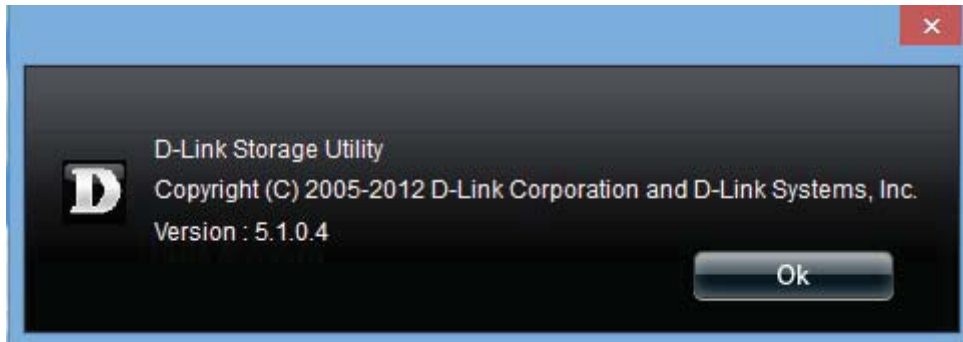 D-Link Storage Utility
Copyright (C) 2005-2012 D-Link Corporation and D-Link Systems, Inc.
D
Version : 5.1.0.4
Ok